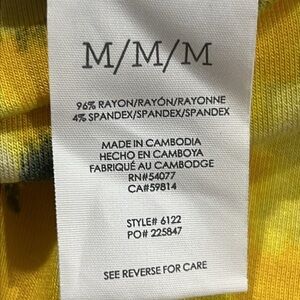 M/M/M
96% RAYON/RAYÓN/RAYONNE
4% SPANDEX/SPANDEX/SPANDEX
MADE IN CAMBODIA
HECHO EN CAMBOYA
FABRIQUÉ AU CAMBODGE
RN#54077
CA#59814
STYLE# 6122
PO# 225847
SEE REVERSE FOR CARE